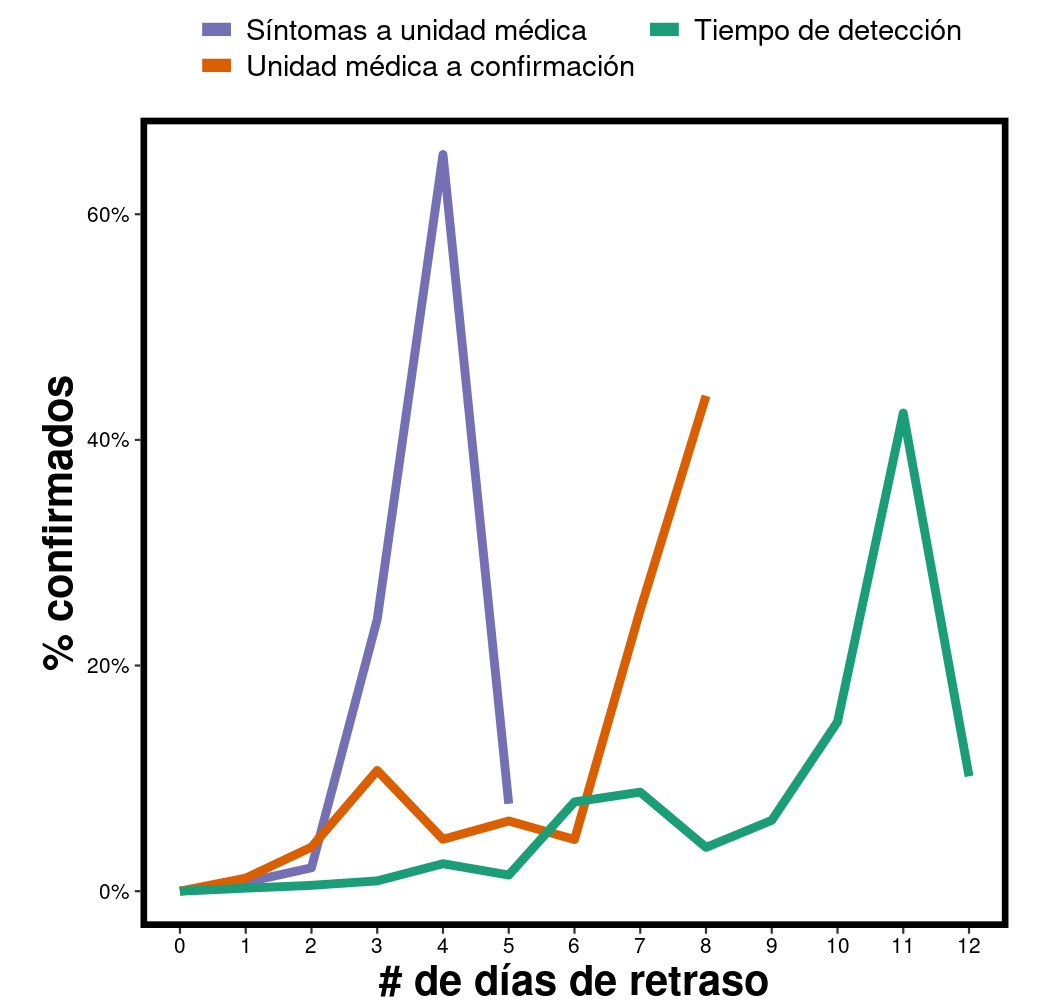 Síntomas a unidad médica
Tiempo de detección
Unidad médica a confirmación
60%
40%
20%
0%
% confirmados
0 1 2 3 4 5 6 7 8 9 10 11 12
# de días de retraso